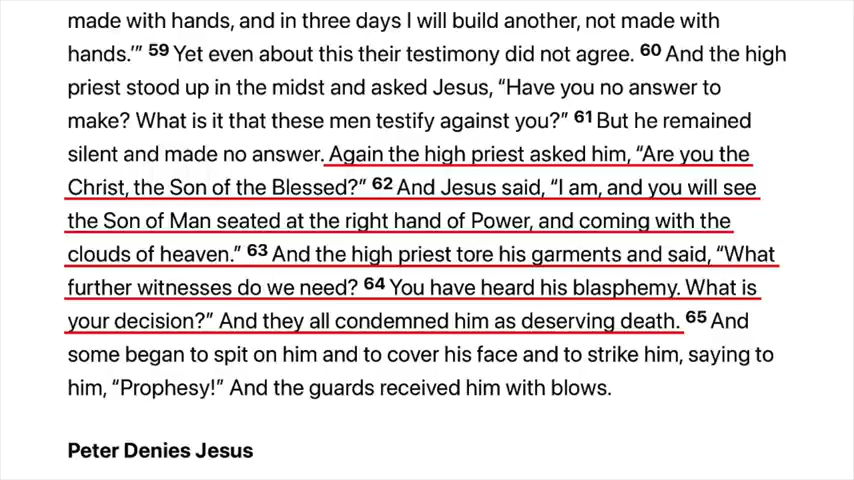 made with hands, and in three days I will build another, not made with
hands.’” 59 Yet even about this their testimony did not agree. 60 And the high
priest stood up in the midst and asked Jesus, “Have you no answer to
make? What is it that these men testify against you?” 61 But he remained
silent and made no answer. Again the high priest asked him, “Are you the
Christ, the Son of the Blessed?” 62 And Jesus said, “I am, and you will see
the Son of Man seated at the right hand of Power, and coming with the
clouds of heaven.” 63 And the high priest tore his garments and said, “What
further witnesses do we need? 64 You have heard his blasphemy. What is
your decision?” And they all condemned him as deserving death. 65 And
some began to spit on him and to cover his face and to strike him, saying to
him, “Prophesy!” And the guards received him with blows.
Peter Denies Jesus